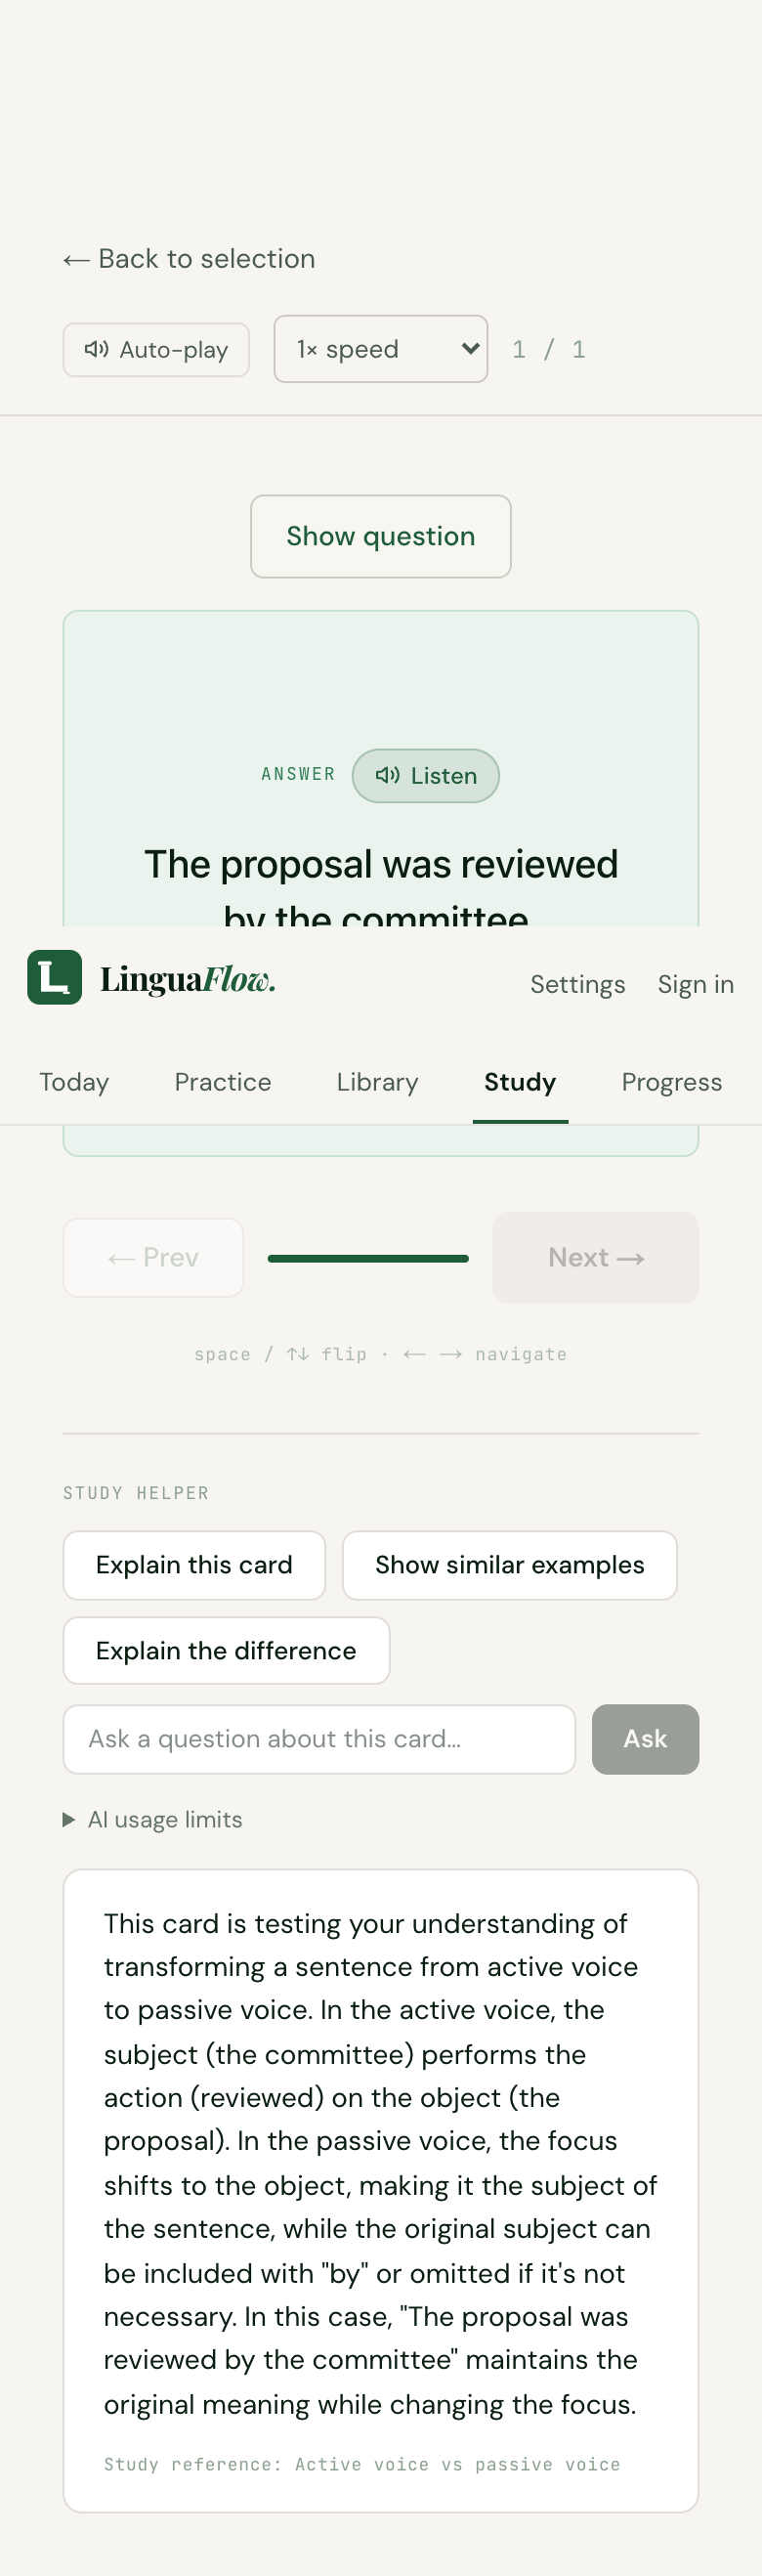 ← Back to selection
Auto-play
1× speed
1 / 1
Show question
ANSWER
Listen
The proposal was reviewed
by the committee
LinguaFlow.
Settings
Sign in
Today
Practice
Library
Study
Progress
← Prev
Next →
space / ↑↓ flip · ← → navigate
STUDY HELPER
Explain this card
Show similar examples
Explain the difference
Ask a question about this card...
Ask
▶ AI usage limits
This card is testing your understanding of
transforming a sentence from active voice
to passive voice. In the active voice, the
subject (the committee) performs the
action (reviewed) on the object (the
proposal). In the passive voice, the focus
shifts to the object, making it the subject of
the sentence, while the original subject can
be included with "by" or omitted if it's not
necessary. In this case, "The proposal was
reviewed by the committee" maintains the
original meaning while changing the focus.
Study reference: Active voice vs passive voice